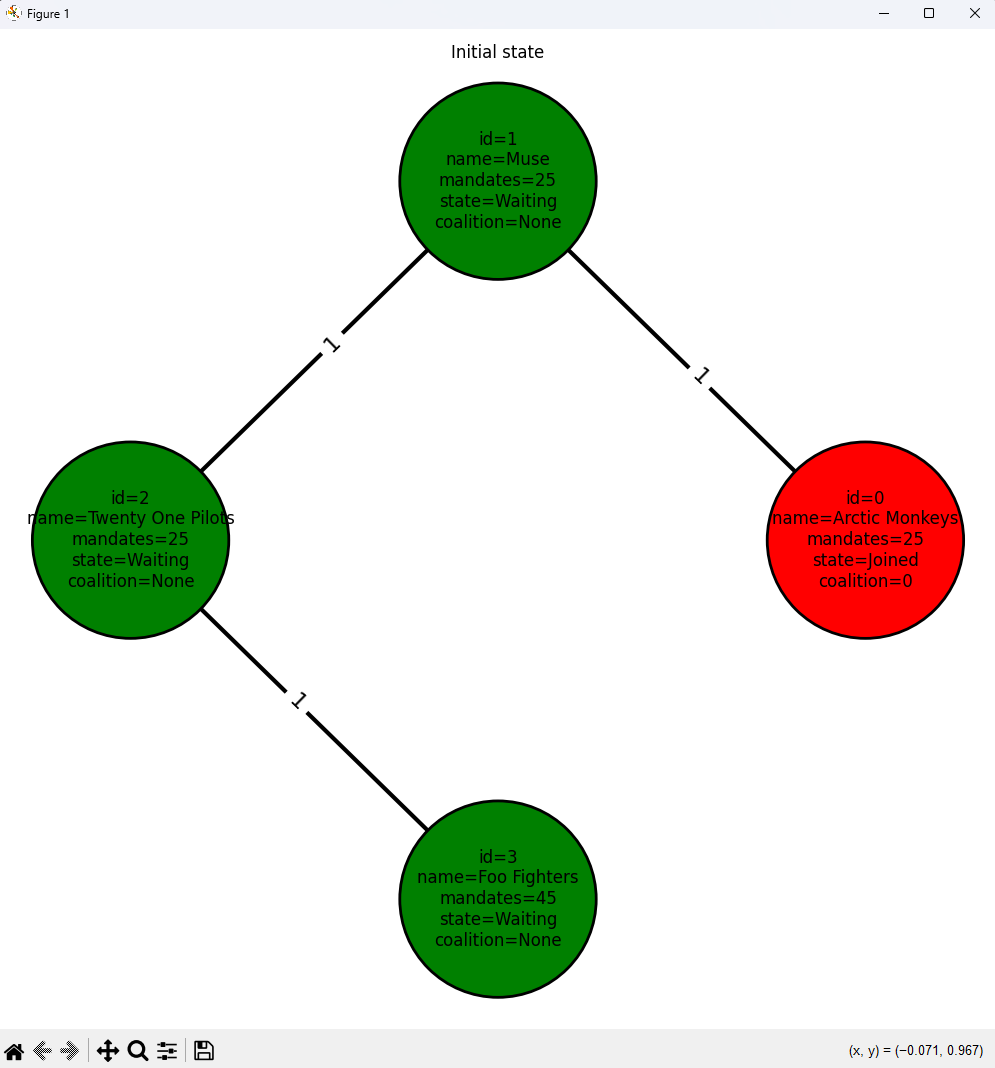 Figure 1
Initial state
id=1
name=Muse
mandates=25
state=Waiting
coalition=None
1
1
id=2
name=Twenty One Pilots
mandates=25
state=Waiting
coalition=None
id=0
name=Arctic Monkeys
mandates=25
state=Joined
coalition=0
1
id=3
name=Foo Fighters
mandates=45
state=Waiting
coalition=None
(x, y) = (−0.071, 0.967)